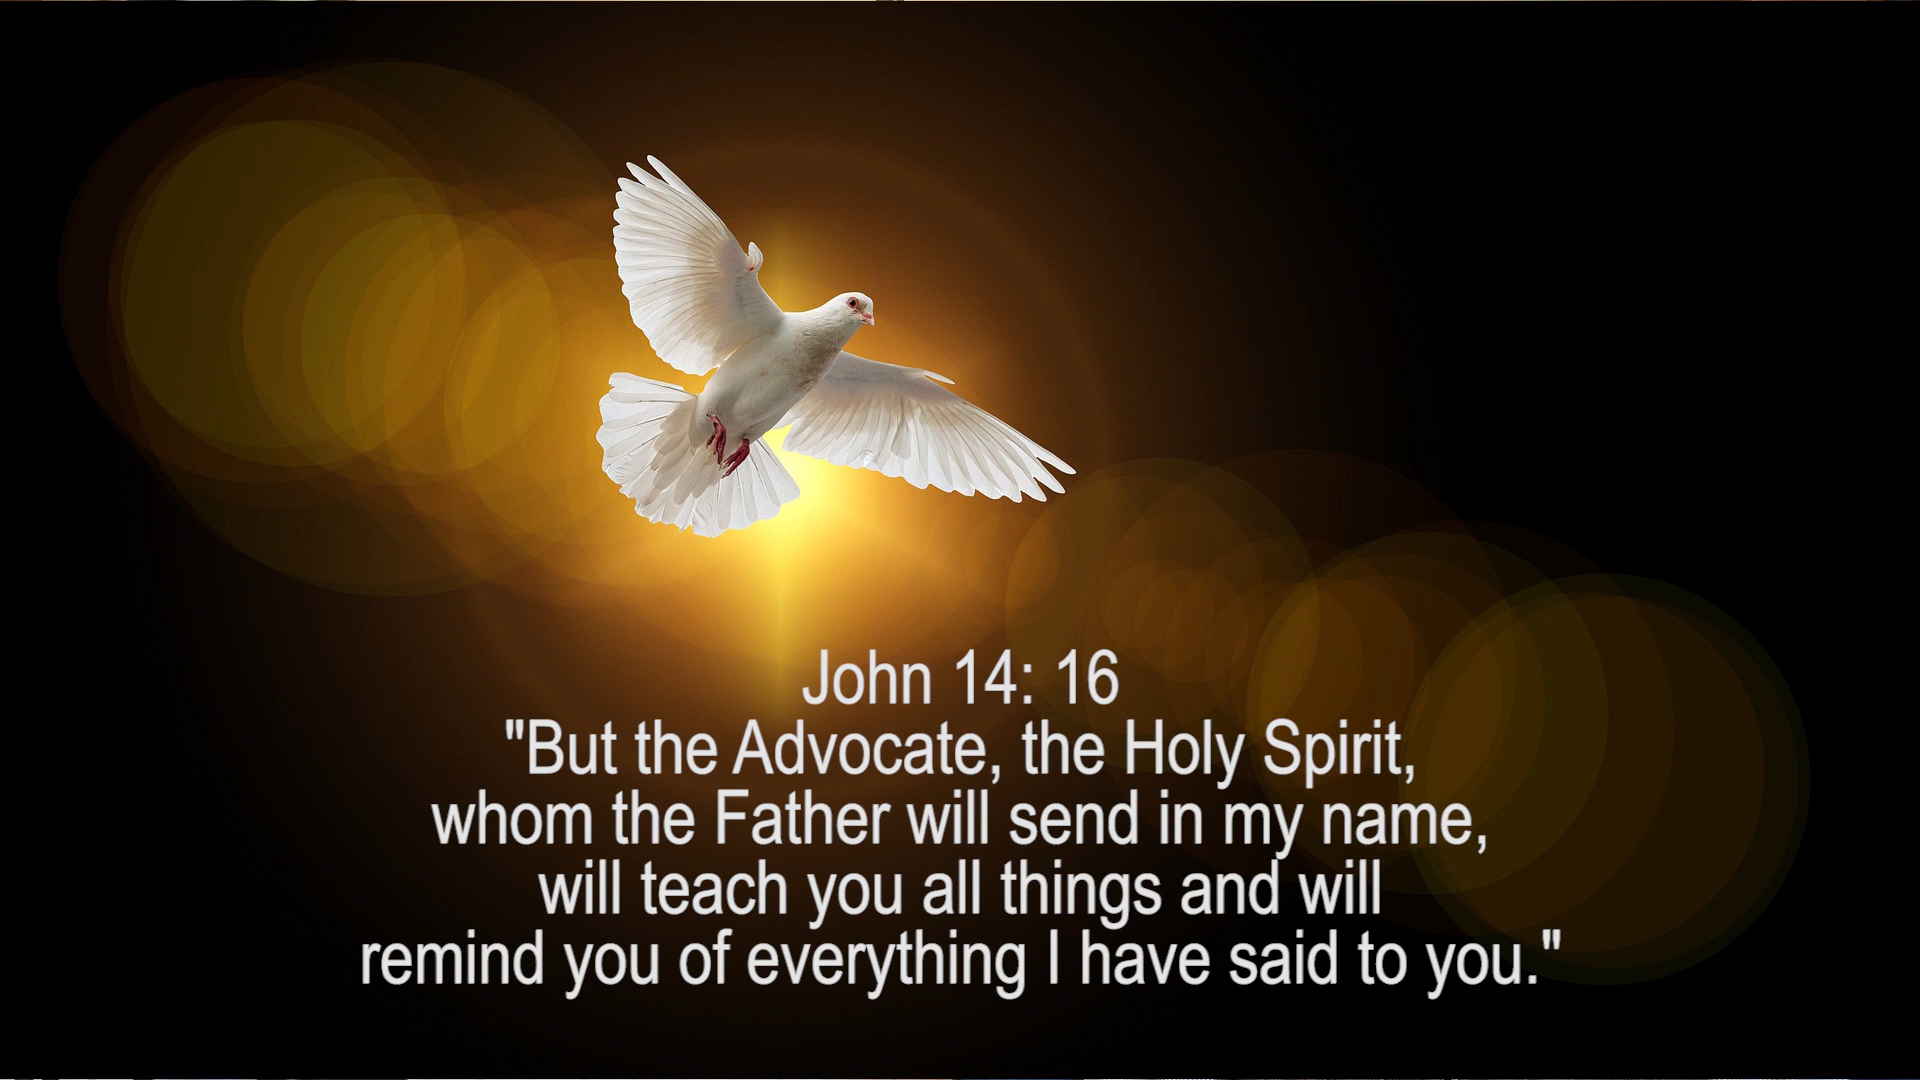 John 14: 16
"But the Advocate, the Holy Spirit,
whom the Father will send in my name,
will teach you all things and will
remind you of everything I have said to you."